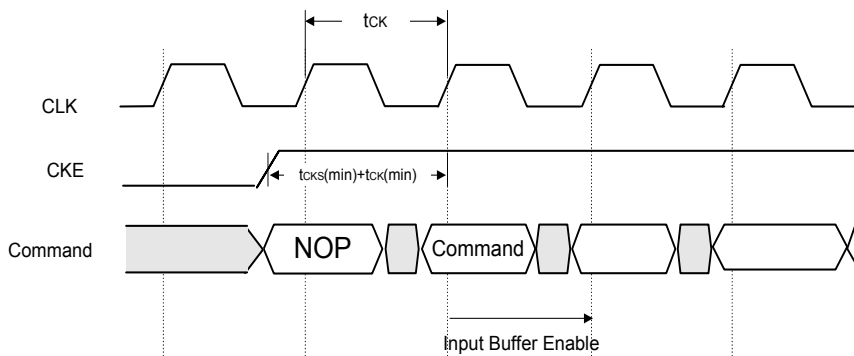 tCK
CLK
CKE
tCKS(min)+tCK(min)
Command
NOP
Command
Input Buffer Enable